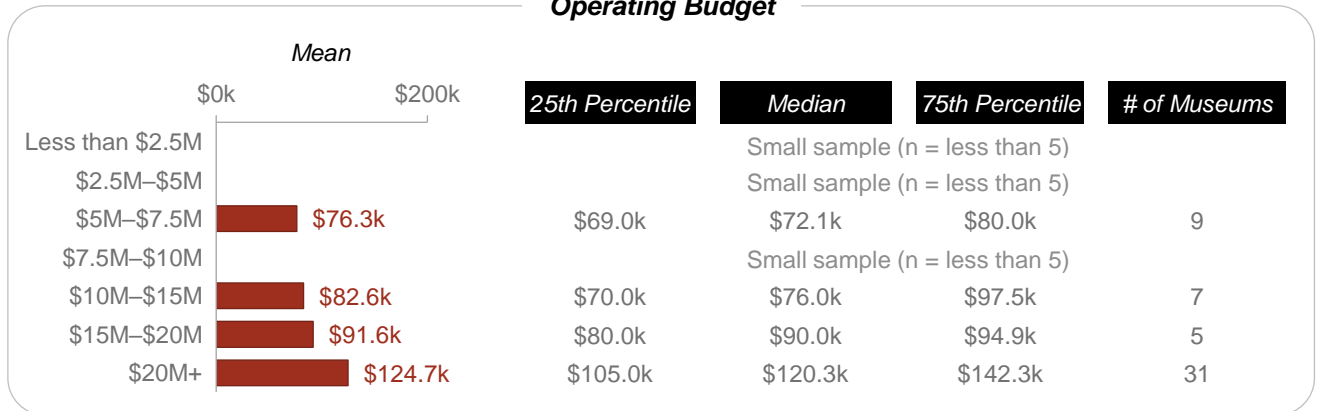 Operating Budget
Mean
$0k $200k 25th Percentile Median 75th Percentile # of Museums
Less than $2.5M Small sample (n = less than 5)
$2.5M–$5M Small sample (n = less than 5)
$5M–$7.5M $76.3k $69.0k $72.1k $80.0k 9
$7.5M–$10M Small sample (n = less than 5)
$10M–$15M $82.6k $70.0k $76.0k $97.5k 7
$15M–$20M $91.6k $80.0k $90.0k $94.9k 5
$20M+ $124.7k $105.0k $120.3k $142.3k 31